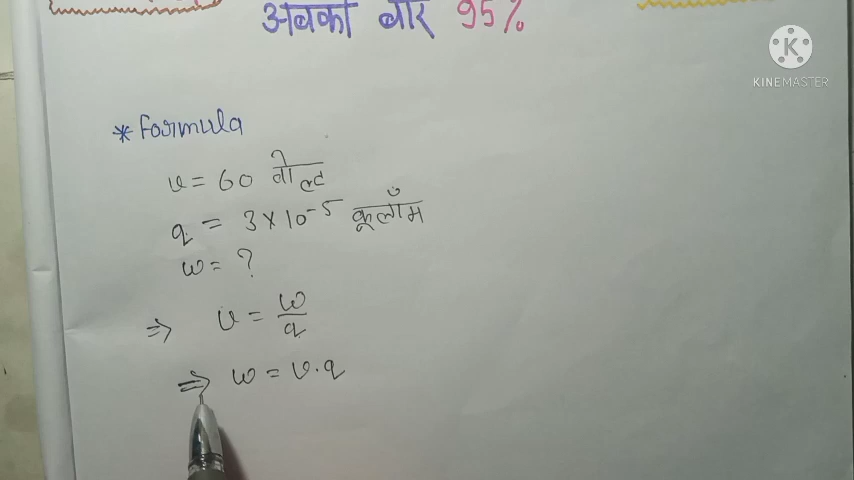 अबकी बार 95%
KINEMASTER
* Formula
v = 60 वोल्ट
q = 3×10⁻⁵ कूलाँम
w = ?
⇒ v = w/q
⇒ w = v.q